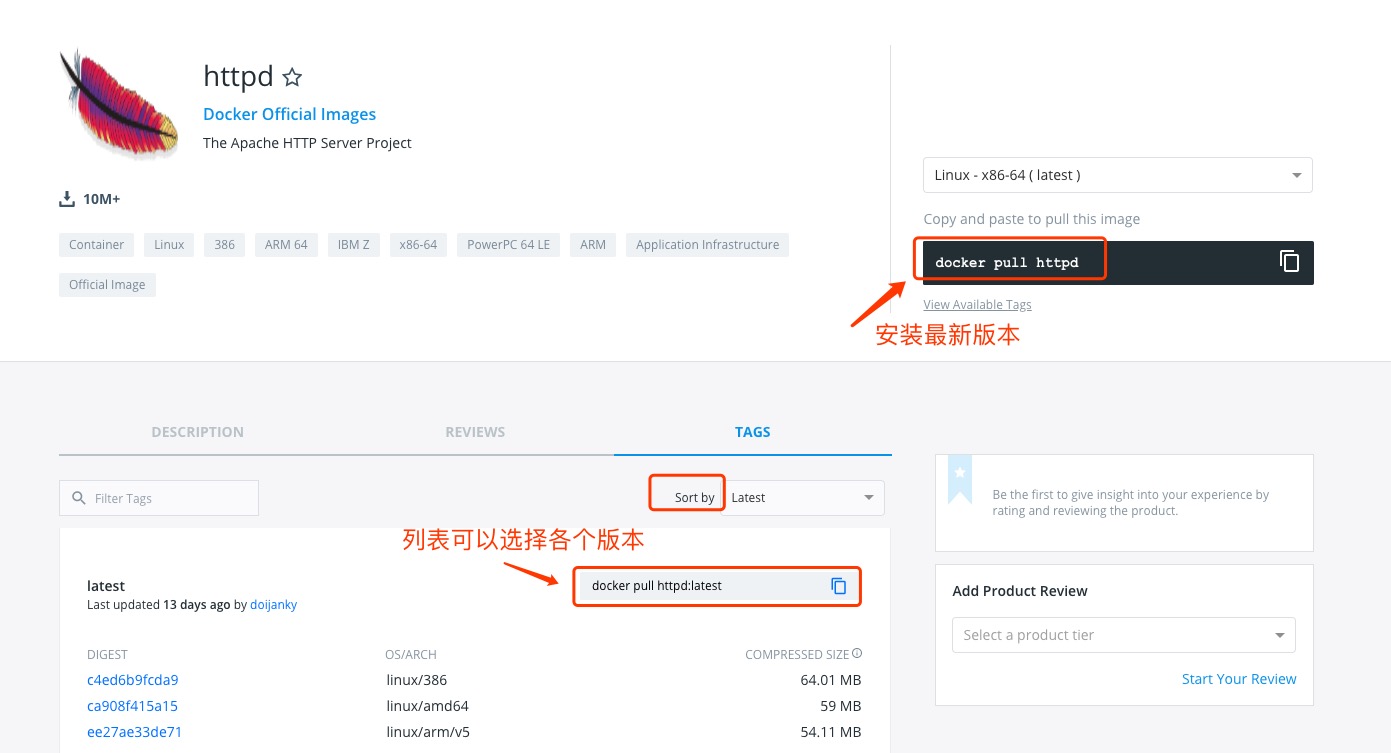 httpd
Docker Official Images
The Apache HTTP Server Project
10M+
Container Linux 386 ARM 64 IBM Z x86-64 PowerPC 64 LE ARM Application Infrastructure
Official Image
Linux - x86-64 ( latest )
Copy and paste to pull this image
docker pull httpd
View Available Tags
安装最新版本
DESCRIPTION REVIEWS TAGS
Filter Tags
Sort by Latest
列表可以选择各个版本
latest
Last updated 13 days ago by doijanky
docker pull httpd:latest
DIGEST OS/ARCH COMPRESSED SIZE
c4ed6b9fcda9 linux/386 64.01 MB
ca908f415a15 linux/amd64 59 MB
ee27ae33de71 linux/arm/v5 54.11 MB
Be the first to give insight into your experience by
rating and reviewing the product.
Add Product Review
Select a product tier
Start Your Review